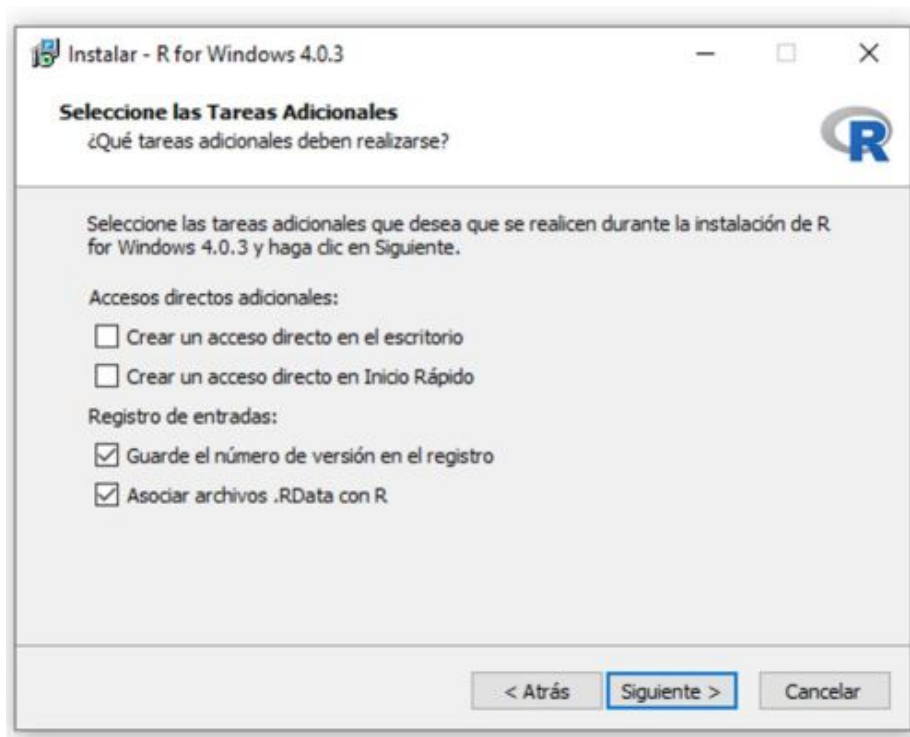 Instalar - R for Windows 4.0.3
Seleccione las Tareas Adicionales
¿Qué tareas adicionales deben realizarse?
R
Seleccione las tareas adicionales que desea que se realicen durante la instalación de R
for Windows 4.0.3 y haga clic en Siguiente.
Accesos directos adicionales:
Crear un acceso directo en el escritorio
Crear un acceso directo en Inicio Rápido
Registro de entradas:
Guarde el número de versión en el registro
Asociar archivos .RData con R
< Atrás
Siguiente >
Cancelar